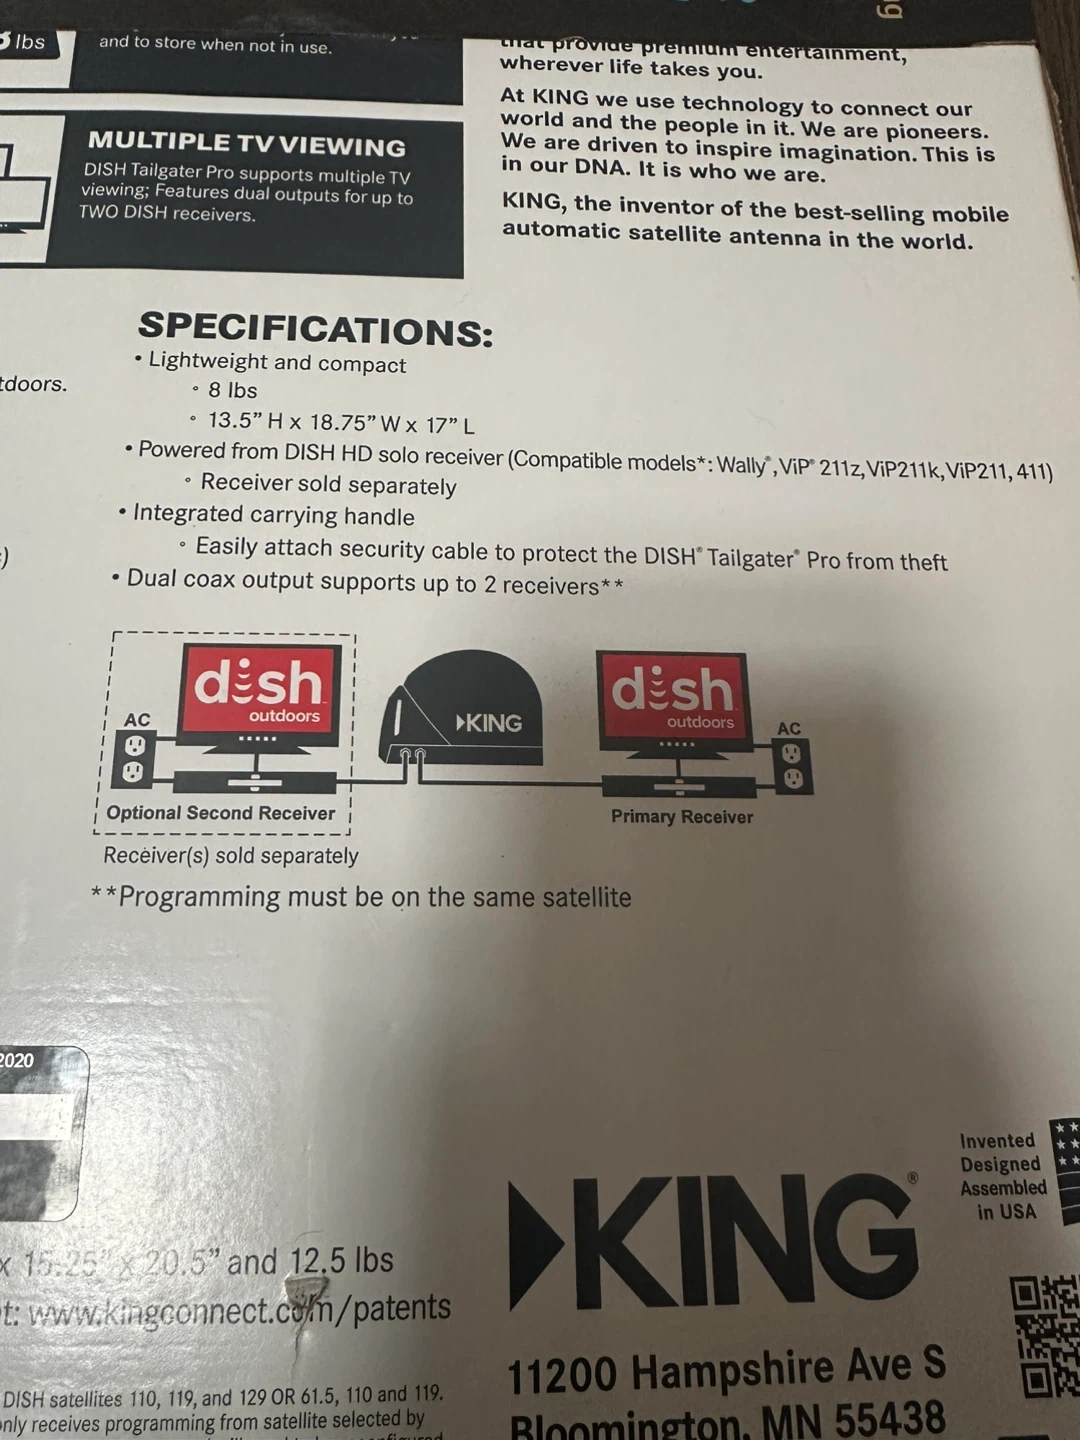 lbs
and to store when not in use.
MULTIPLE TV VIEWING
DISH Tailgater Pro supports multiple TV
viewing; Features dual outputs for up to
TWO DISH receivers.
that provide premium entertainment,
wherever life takes you.
At KING we use technology to connect our
world and the people in it. We are pioneers.
We are driven to inspire imagination. This is
in our DNA. It is who we are.
KING, the inventor of the best-selling mobile
automatic satellite antenna in the world.
SPECIFICATIONS:
• Lightweight and compact
◦ 8 lbs
◦ 13.5” H x 18.75” W x 17” L
• Powered from DISH HD solo receiver (Compatible models*: Wally®, ViP® 211z, ViP211k, ViP211, 411)
◦ Receiver sold separately
• Integrated carrying handle
◦ Easily attach security cable to protect the DISH® Tailgater® Pro from theft
• Dual coax output supports up to 2 receivers**
tdoors.
)
AC
dish
outdoors
KING
dish
outdoors
AC
Optional Second Receiver
Primary Receiver
Receiver(s) sold separately
**Programming must be on the same satellite
2020
x 15.25” x 20.5” and 12.5 lbs
t: www.kingconnect.com/patents
DISH satellites 110, 119, and 129 OR 61.5, 110 and 119.
only receives programming from satellite selected by
Invented
Designed
Assembled
in USA
KING®
11200 Hampshire Ave S
Bloomington, MN 55438